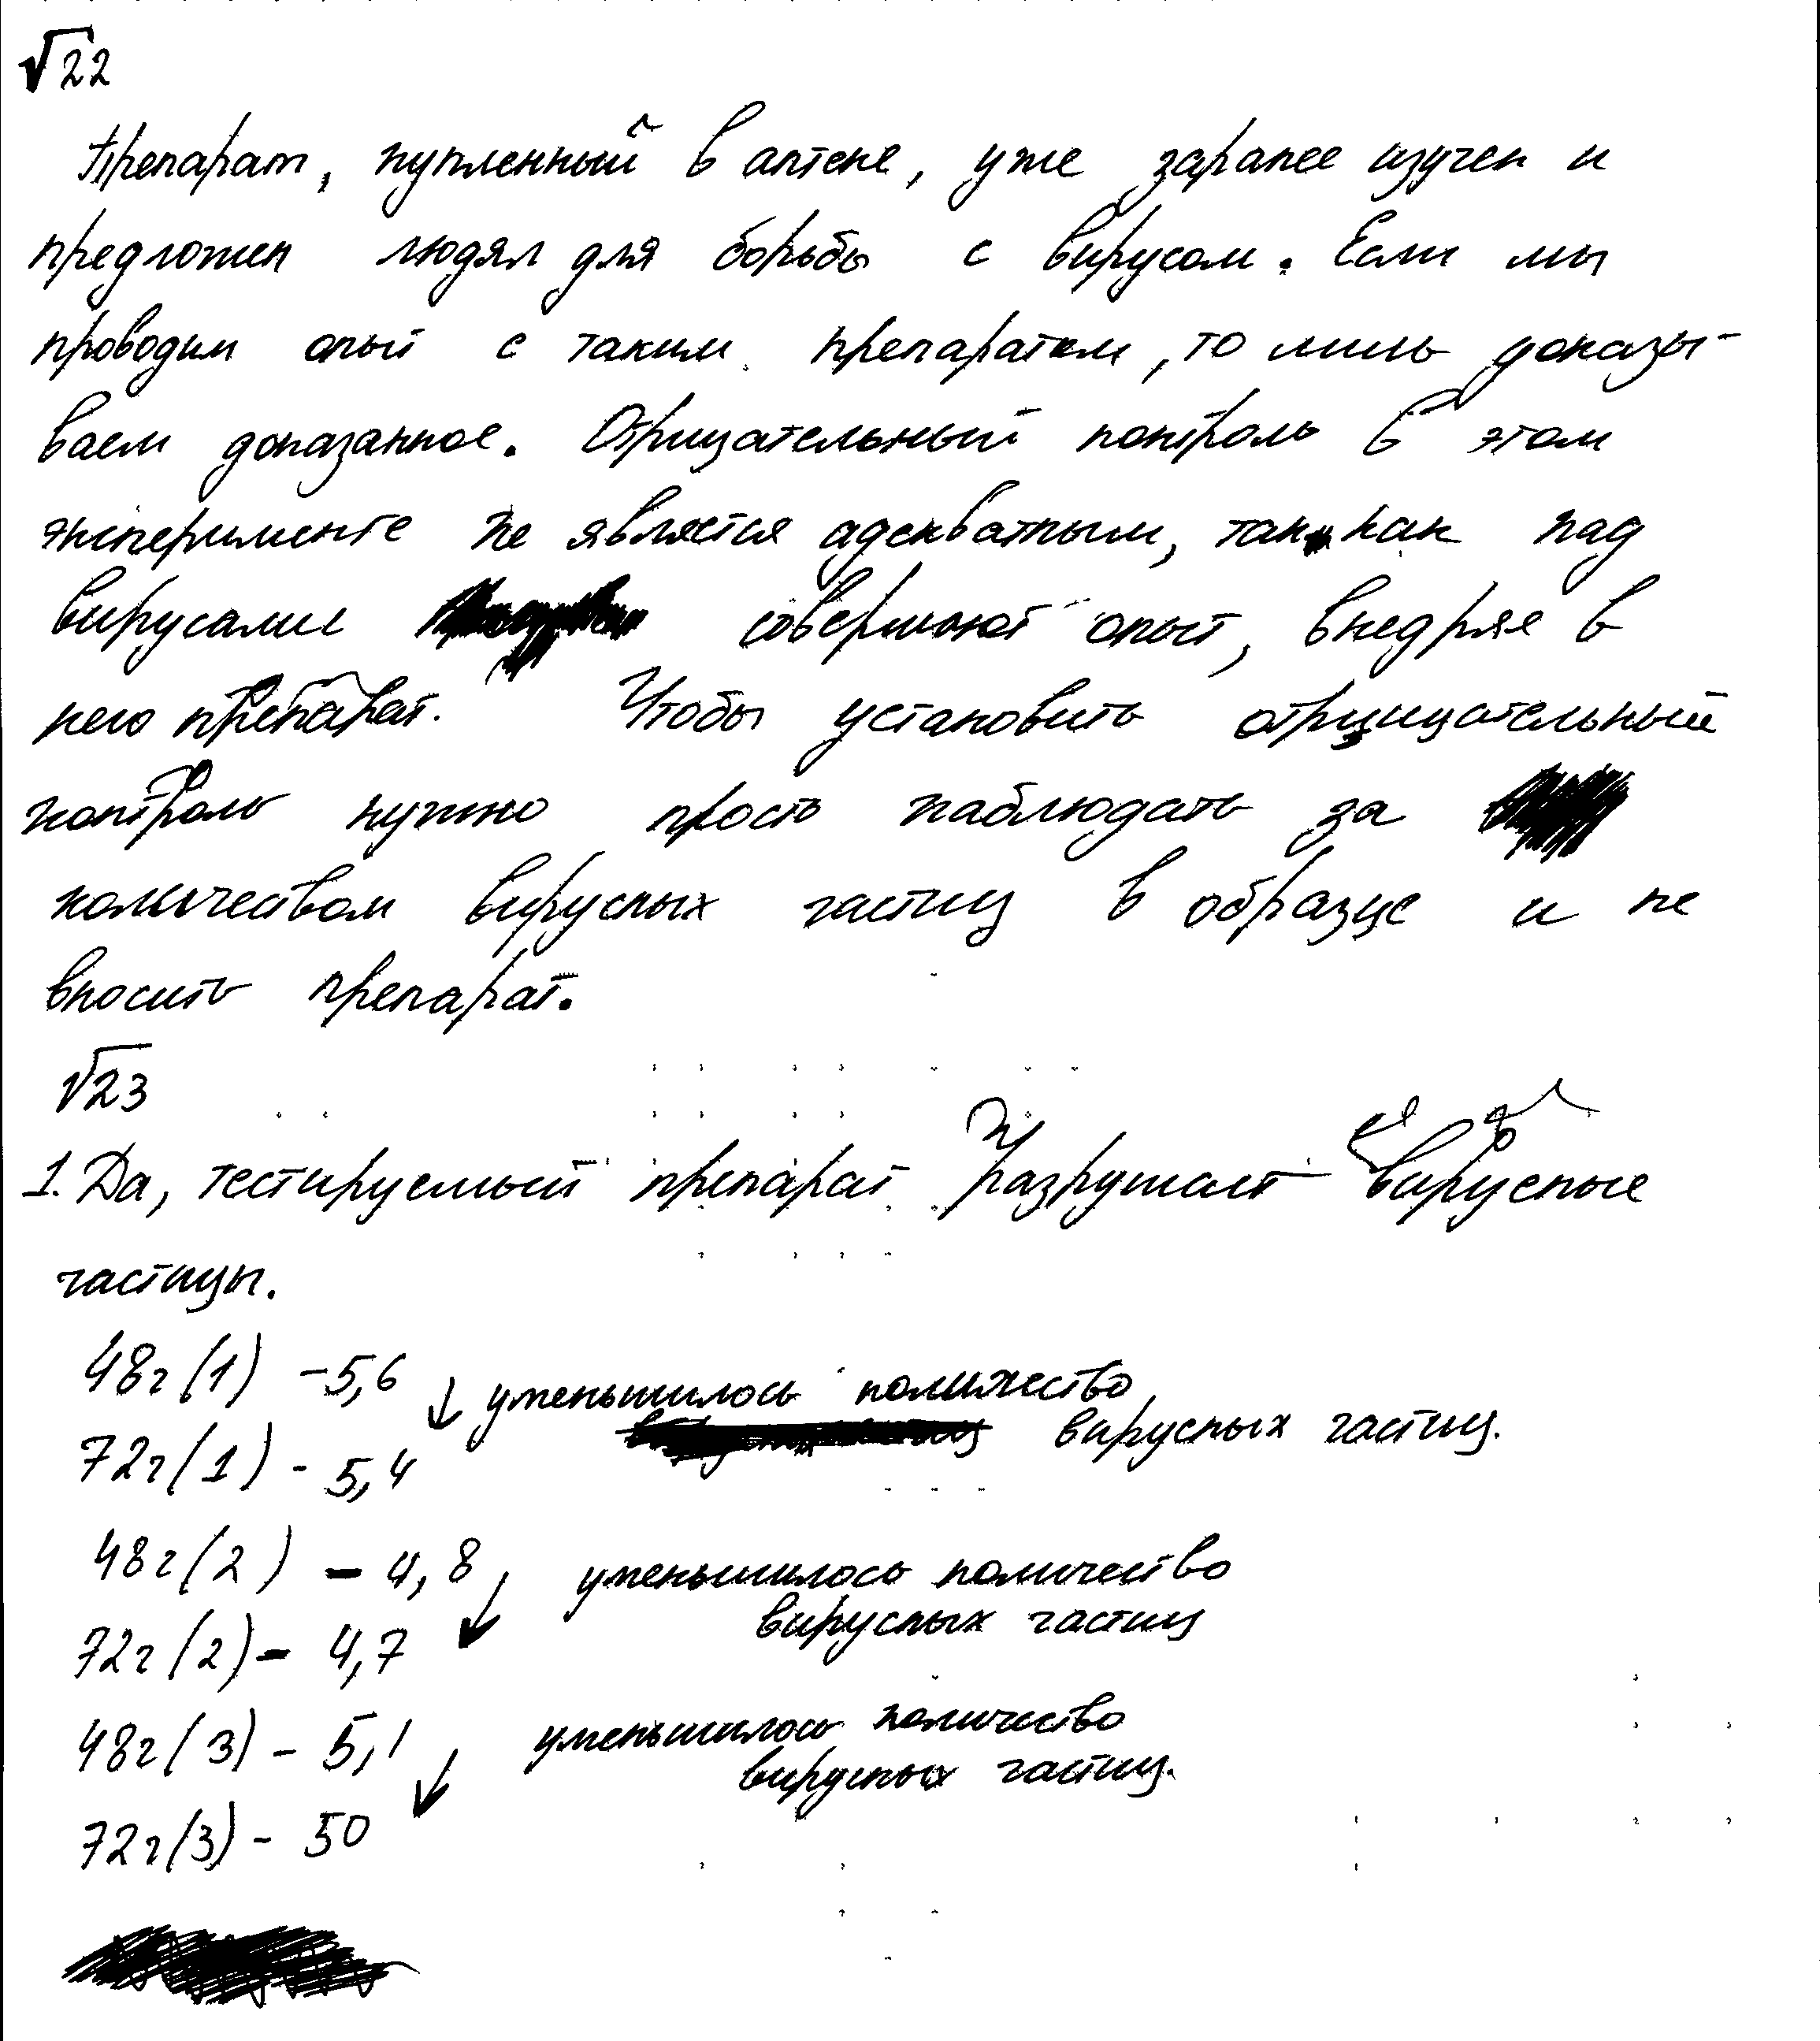 √22
Препарат, купленный в аптеке, уже заранее изучен и
предложен людям для борьбы с вирусом. Если мы
проводим опыт с таким препаратом, то лишь доказы-
ваем доказанное. Отрицательный контроль в этом
эксперименте не является адекватным, так как над
вирусами совершают опыт, внедряя в
него препарат. Чтобы установить отрицательный
контроль нужно просто наблюдать за
количеством вирусных частиц в образце и не
вносить препарат.
√23
1. Да, тестируемый препарат разрушает вирусные
частицы.
48ч(1) - 5,6 ↓ уменьшилось количество
вирусных частиц.
72ч(1) - 5,4
48ч(2) - 4,8 ↓ уменьшилось количество
вирусных частиц
72ч(2) - 4,7
48ч(3) - 5,1 ↓ уменьшилось количество
вирусных частиц.
72ч(3) - 50